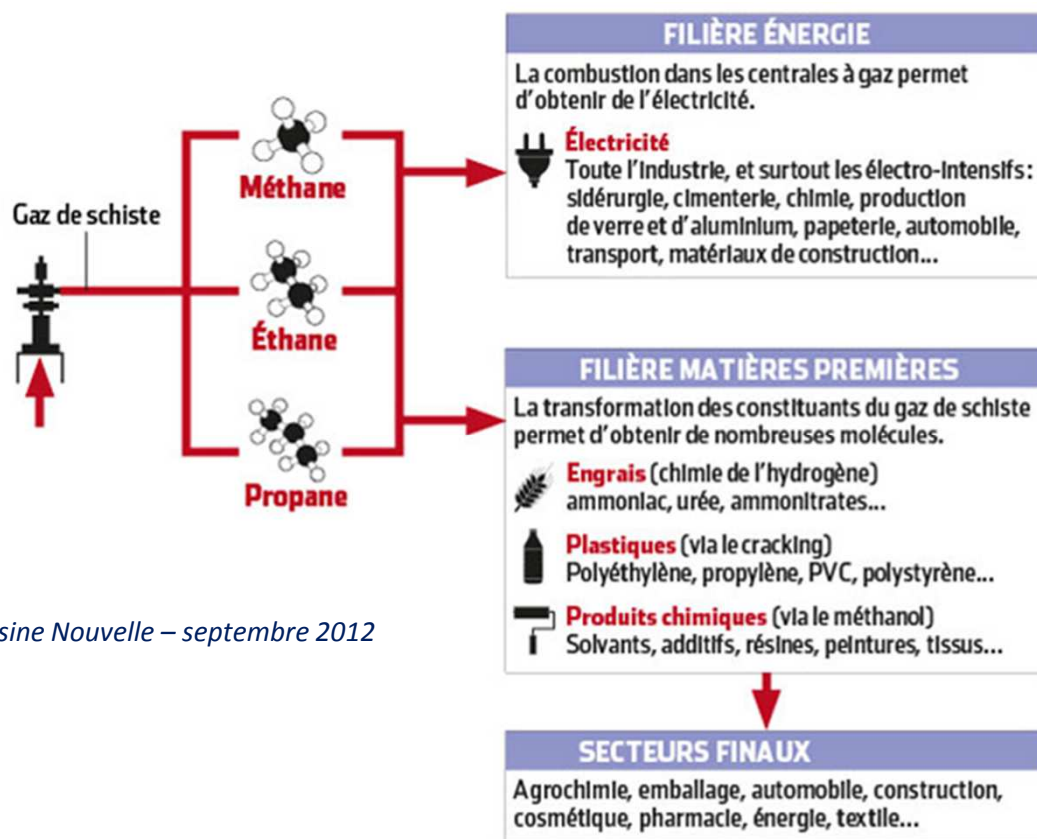 Gaz de schiste
Méthane
Éthane
Propane
FILIÈRE ÉNERGIE
La combustion dans les centrales à gaz permet
d'obtenir de l'électricité.
Électricité
Toute l'industrie, et surtout les électro-intensifs :
sidérurgie, cimenterie, chimie, production
de verre et d'aluminium, papeterie, automobile,
transport, matériaux de construction...
FILIÈRE MATIÈRES PREMIÈRES
La transformation des constituants du gaz de schiste
permet d'obtenir de nombreuses molécules.
Engrais (chimie de l'hydrogène)
ammoniac, urée, ammonitrates...
Plastiques (via le cracking)
Polyéthylène, propylène, PVC, polystyrène...
Produits chimiques (via le méthanol)
Solvants, additifs, résines, peintures, tissus...
sine Nouvelle – septembre 2012
SECTEURS FINAUX
Agrochimie, emballage, automobile, construction,
cosmétique, pharmacie, énergie, textile...